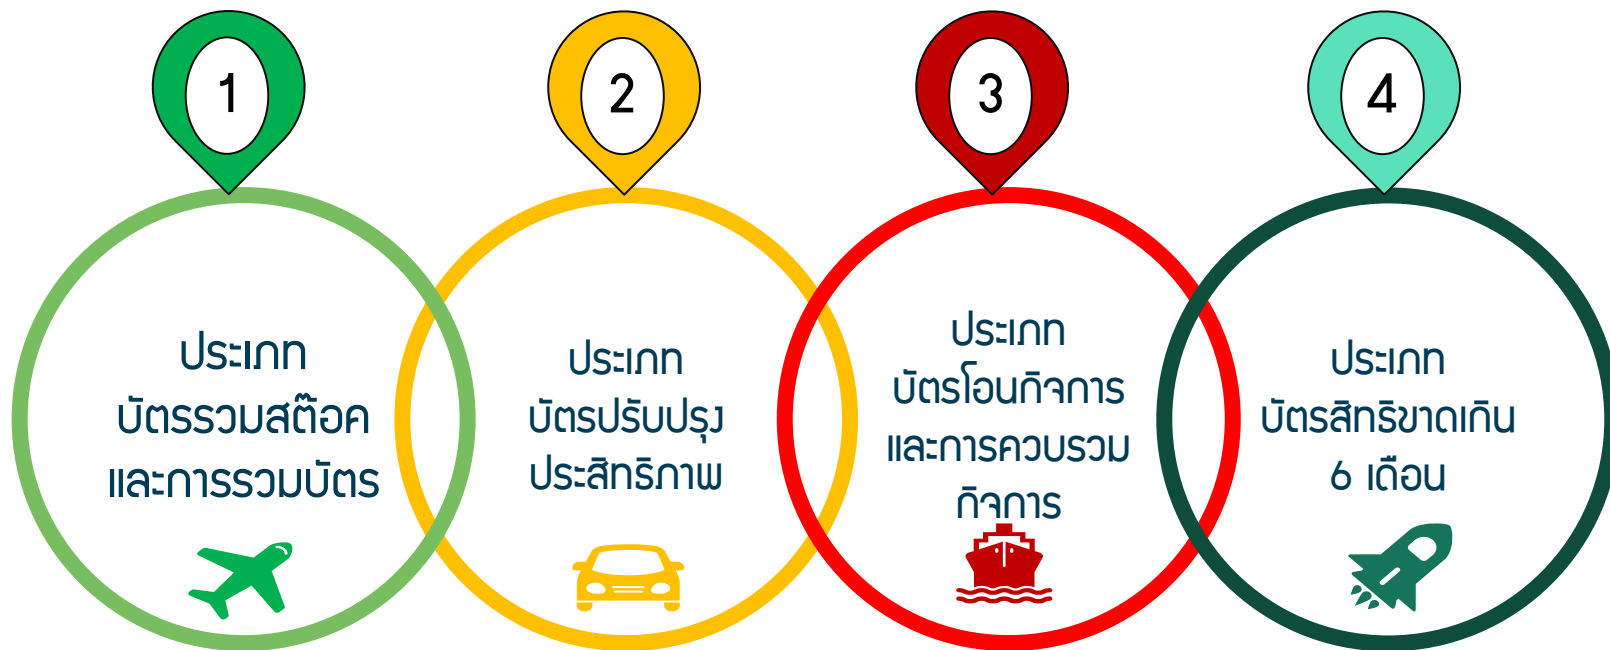 1
ประเภท
บัตรรวมสต๊อค
และการรวมบัตร
2
ประเภท
บัตรปรับปรุง
ประสิทธิภาพ
3
ประเภท
บัตรโอนกิจการ
และการควบรวม
กิจการ
4
ประเภท
บัตรสิทธิขาดเกิน
6 เดือน